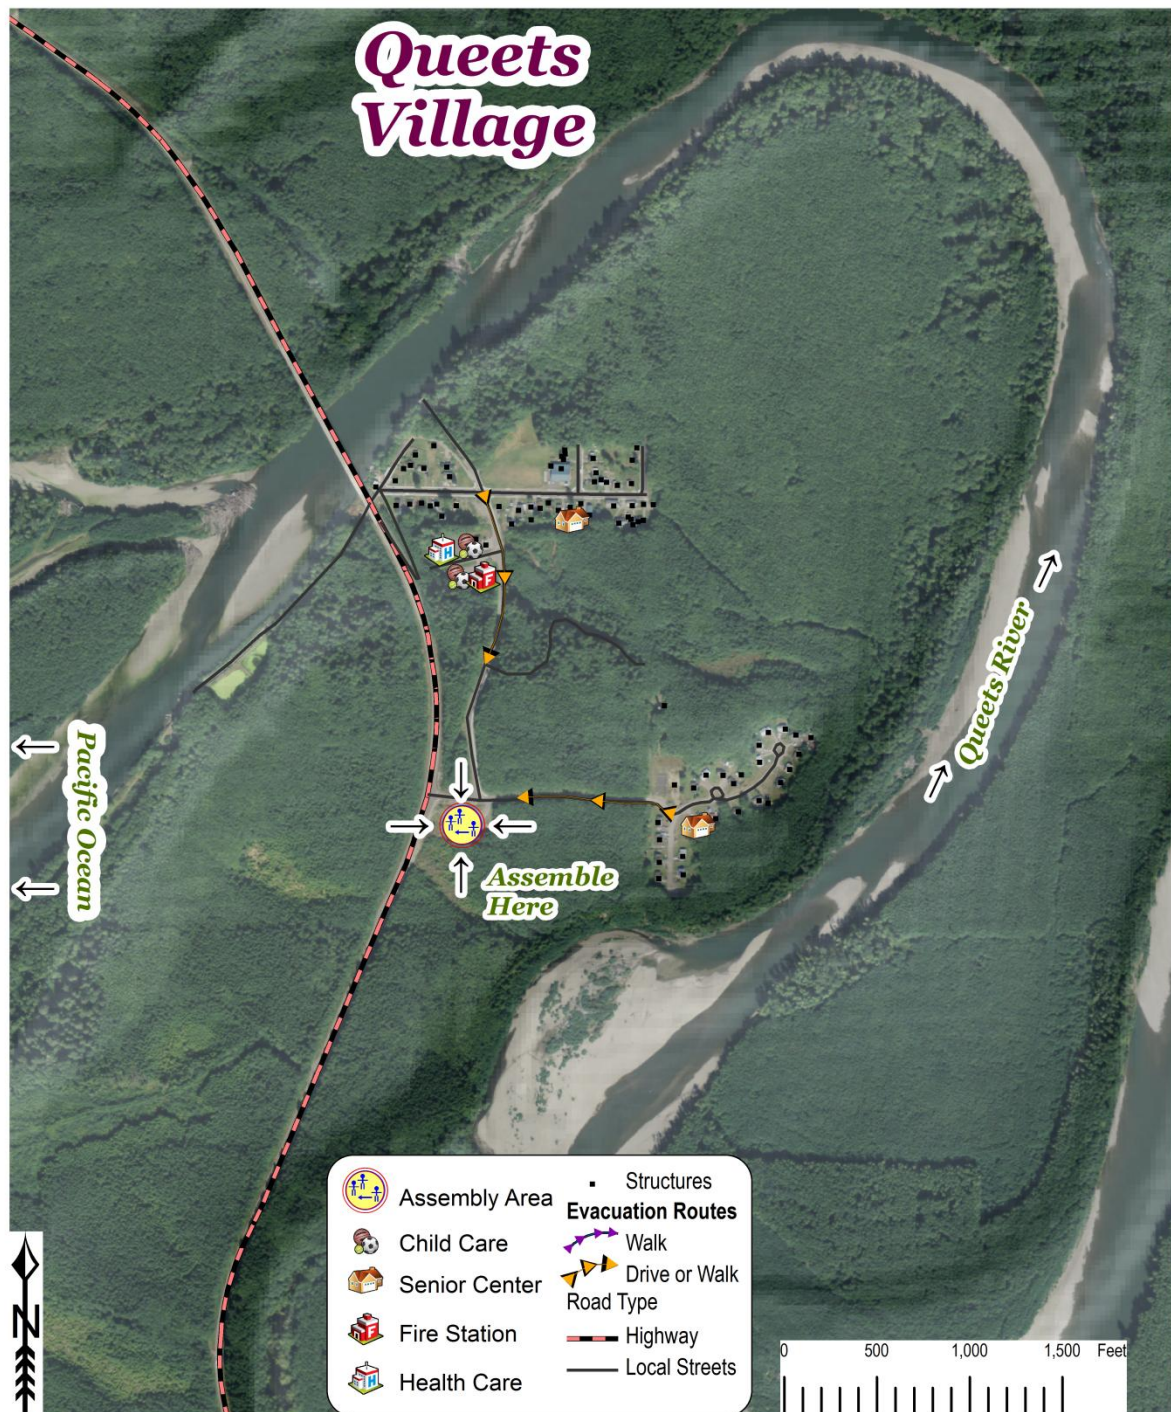 Queets
Village
Queets River
Pacific Ocean
Assemble
Here
Assembly Area
Child Care
Senior Center
Fire Station
Health Care
Structures
Evacuation Routes
Walk
Drive or Walk
Road Type
Highway
Local Streets
N
0 500 1,000 1,500 Feet